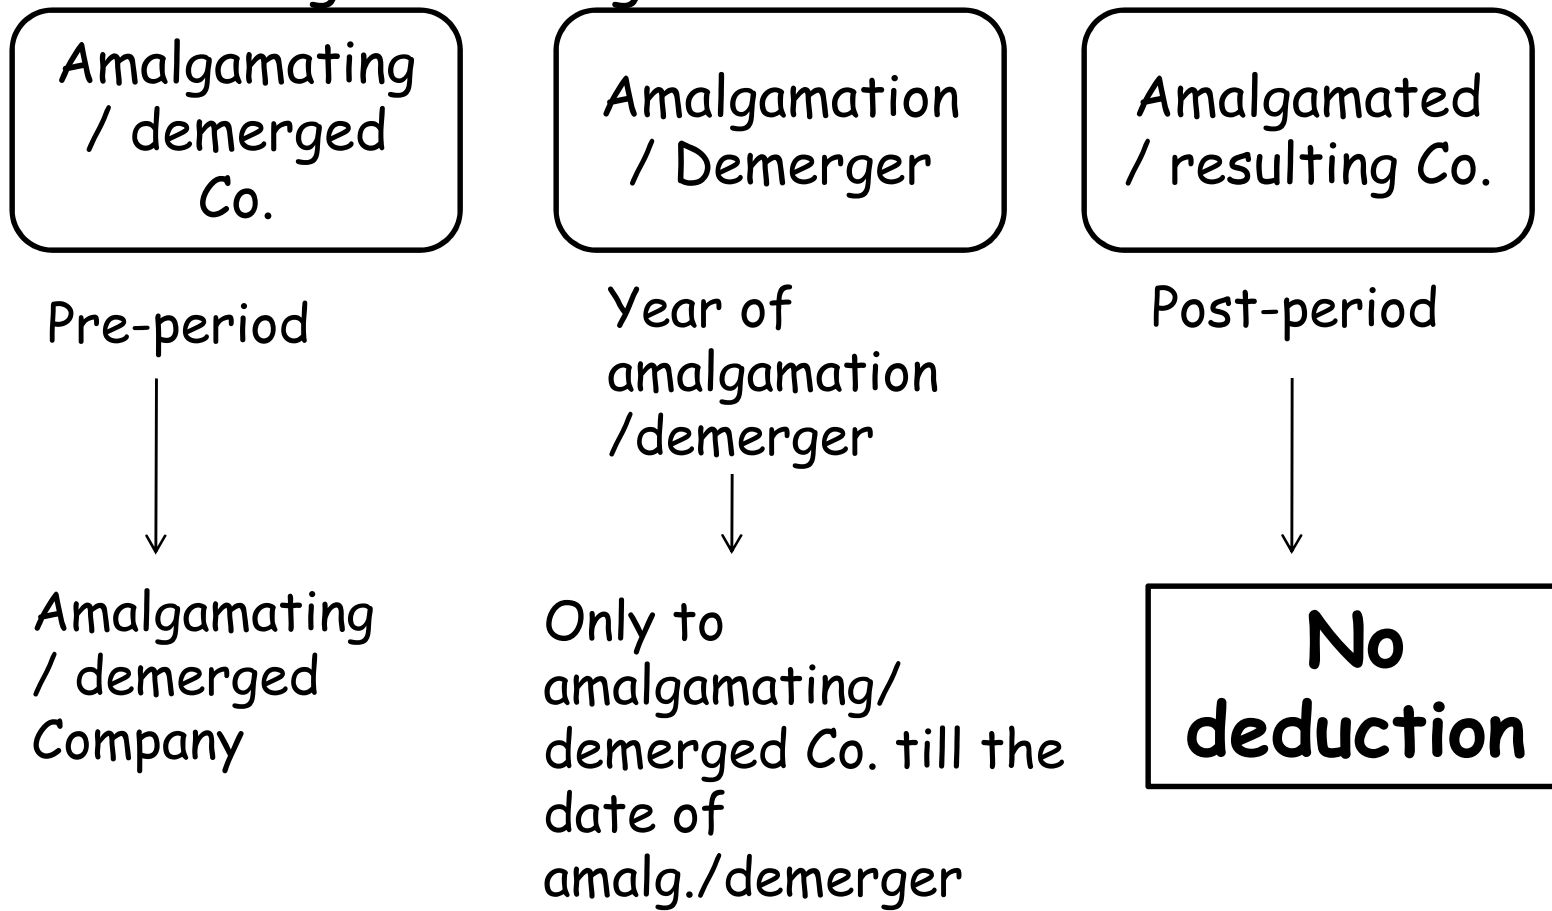 Amalgamating
/ demerged
Co.
Amalgamation
/ Demerger
Amalgamated
/ resulting Co.
Pre-period
Year of
amalgamation
/demerger
Post-period
Amalgamating
/ demerged
Company
Only to
amalgamating/
demerged Co. till the
date of
amalg./demerger
No
deduction